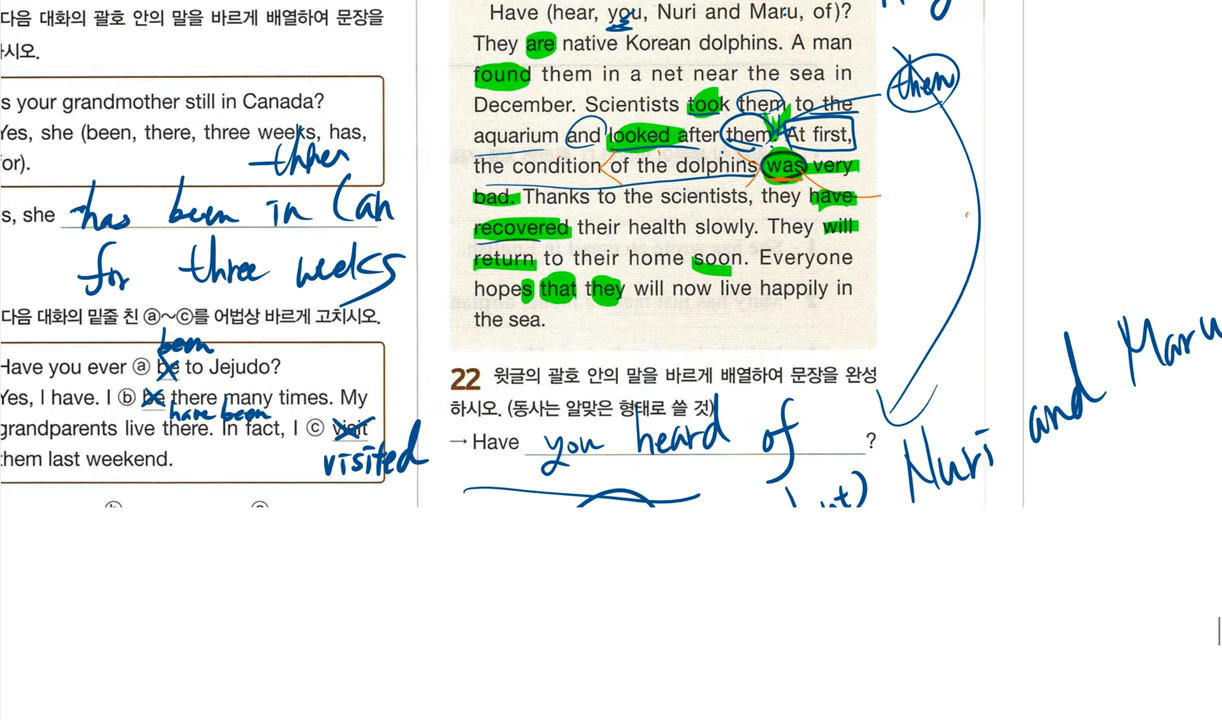 다음 대화의 괄호 안의 말을 바르게 배열하여 문장을
시오.
s your grandmother still in Canada?
Yes, she (been, there, three weeks, has,
or).
three
s, she has been in Can
for three weeks
다음 대화의 밑줄 친 ⓐ~ⓒ를 어법상 바르게 고치시오.
been
Have you ever ⓐ be to Jejudo?
Yes, I have. I ⓑ be there many times. My
have been
grandparents live there. In fact, I ⓒ visit
them last weekend.
visited
Have (hear, you, Nuri and Maru, of)?
They are native Korean dolphins. A man
found them in a net near the sea in
December. Scientists took them to the
aquarium and looked after them. At first,
the condition of the dolphins was very
bad. Thanks to the scientists, they have
recovered their health slowly. They will
return to their home soon. Everyone
hopes that they will now live happily in
the sea.
them
22 윗글의 괄호 안의 말을 바르게 배열하여 문장을 완성
하시오. (동사는 알맞은 형태로 쓸 것)
→ Have you heard of ?
Nuri and Maru